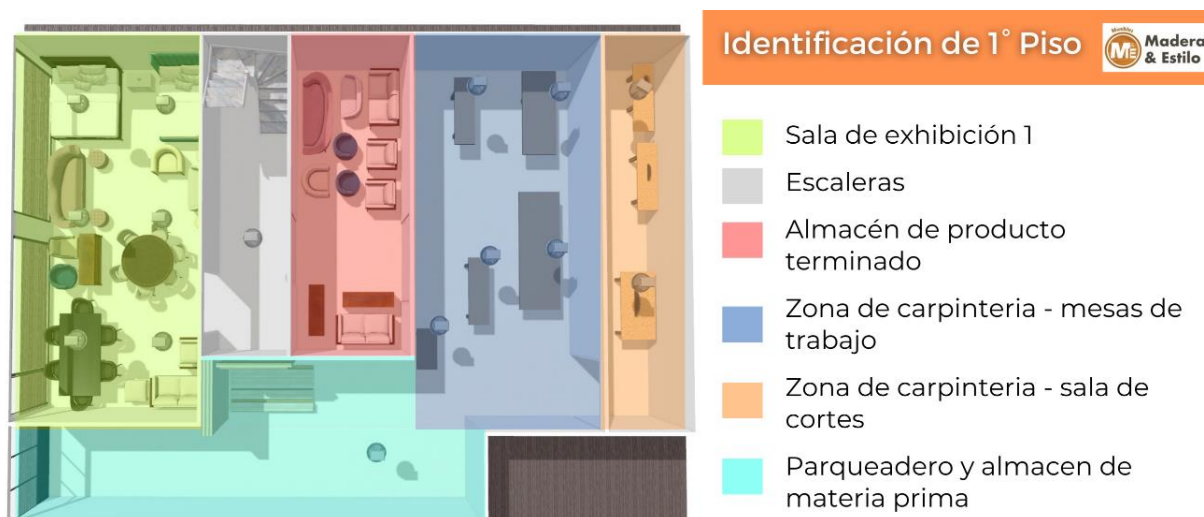 Identificación de 1° Piso
Muebles
ME
Madera
& Estilo
Sala de exhibición 1
Escaleras
Almacén de producto
terminado
Zona de carpinteria - mesas de
trabajo
Zona de carpinteria - sala de
cortes
Parqueadero y almacen de
materia prima